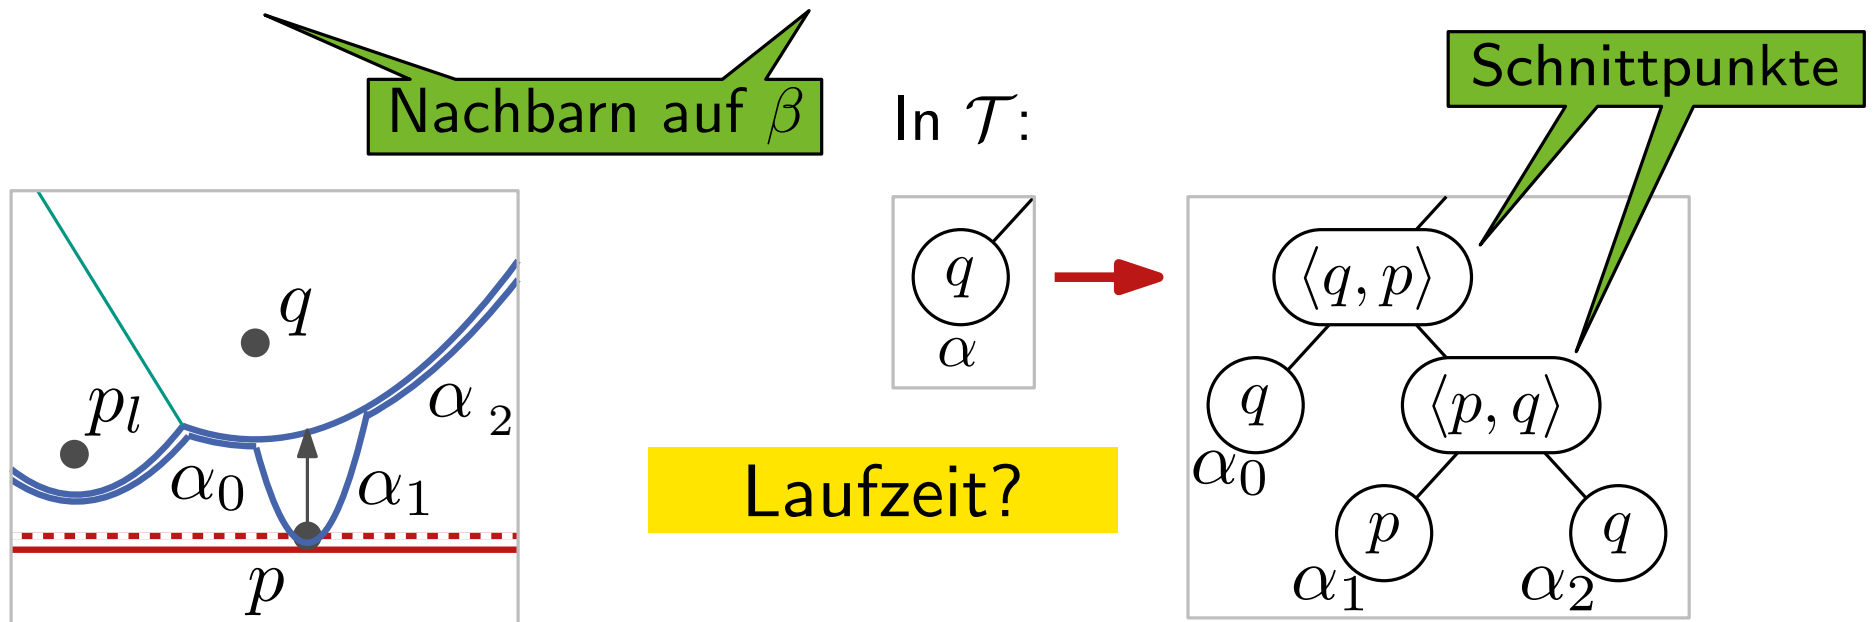 Nachbarn auf β
In 𝒯:
Schnittpunkte
q
p_l
α_2
α_0
α_1
p
q
α
Laufzeit?
⟨q, p⟩
q
α_0
⟨p, q⟩
p
α_1
q
α_2